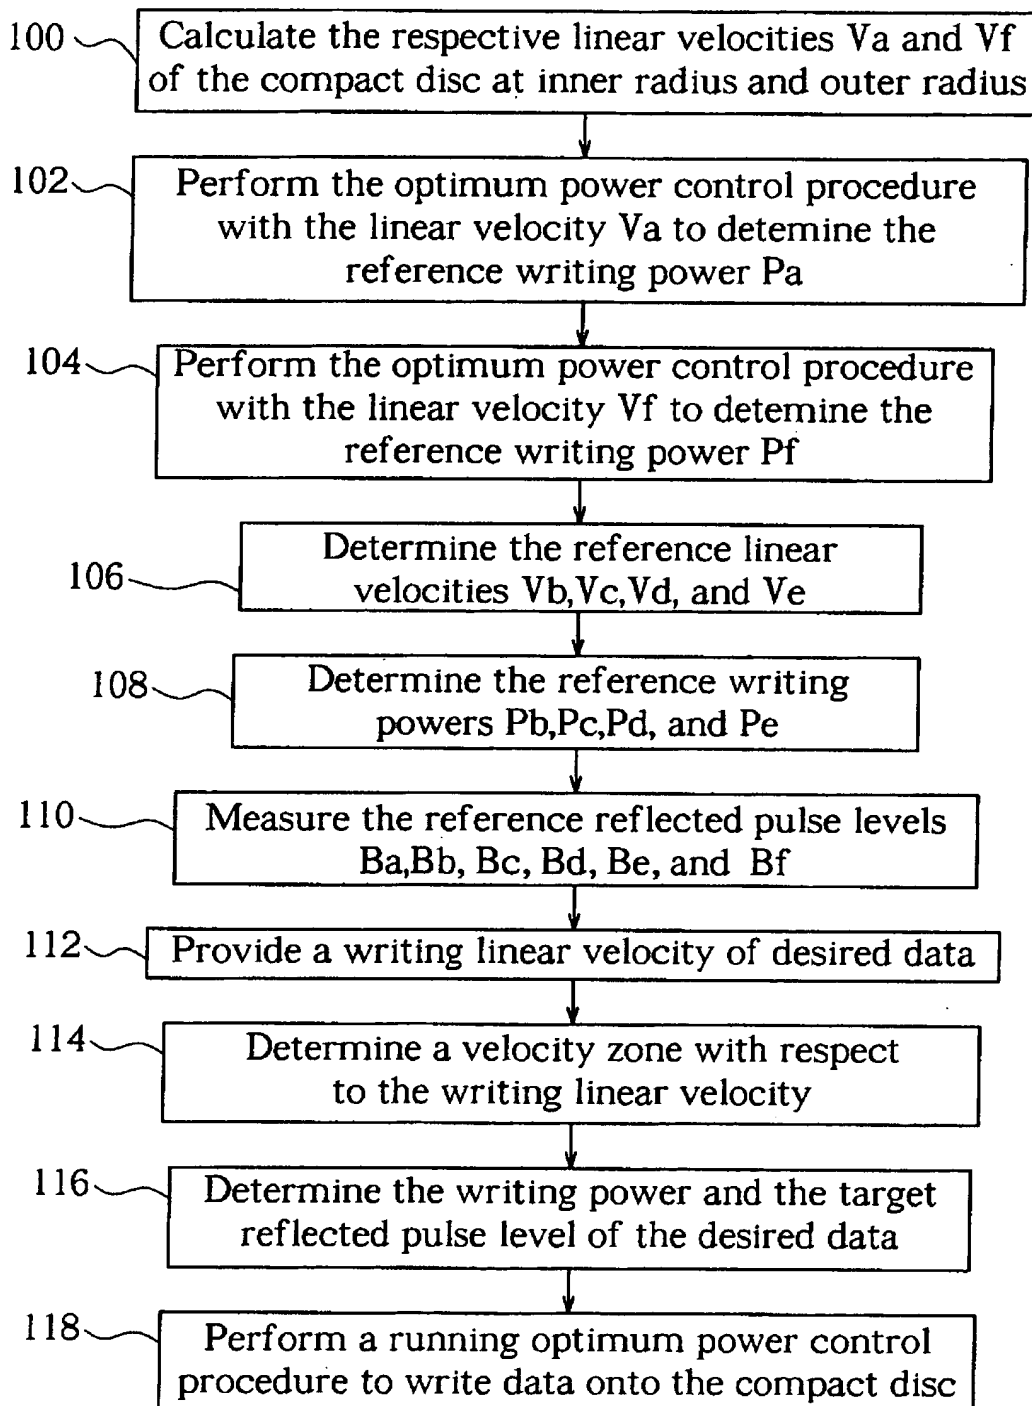 100
Calculate the respective linear velocities Va and Vf
of the compact disc at inner radius and outer radius
102
Perform the optimum power control procedure
with the linear velocity Va to detemine the
reference writing power Pa
104
Perform the optimum power control procedure
with the linear velocity Vf to detemine the
reference writing power Pf
106
Determine the reference linear
velocities Vb,Vc,Vd, and Ve
108
Determine the reference writing
powers Pb,Pc,Pd, and Pe
110
Measure the reference reflected pulse levels
Ba,Bb, Bc, Bd, Be, and Bf
112
Provide a writing linear velocity of desired data
114
Determine a velocity zone with respect
to the writing linear velocity
116
Determine the writing power and the target
reflected pulse level of the desired data
118
Perform a running optimum power control
procedure to write data onto the compact disc